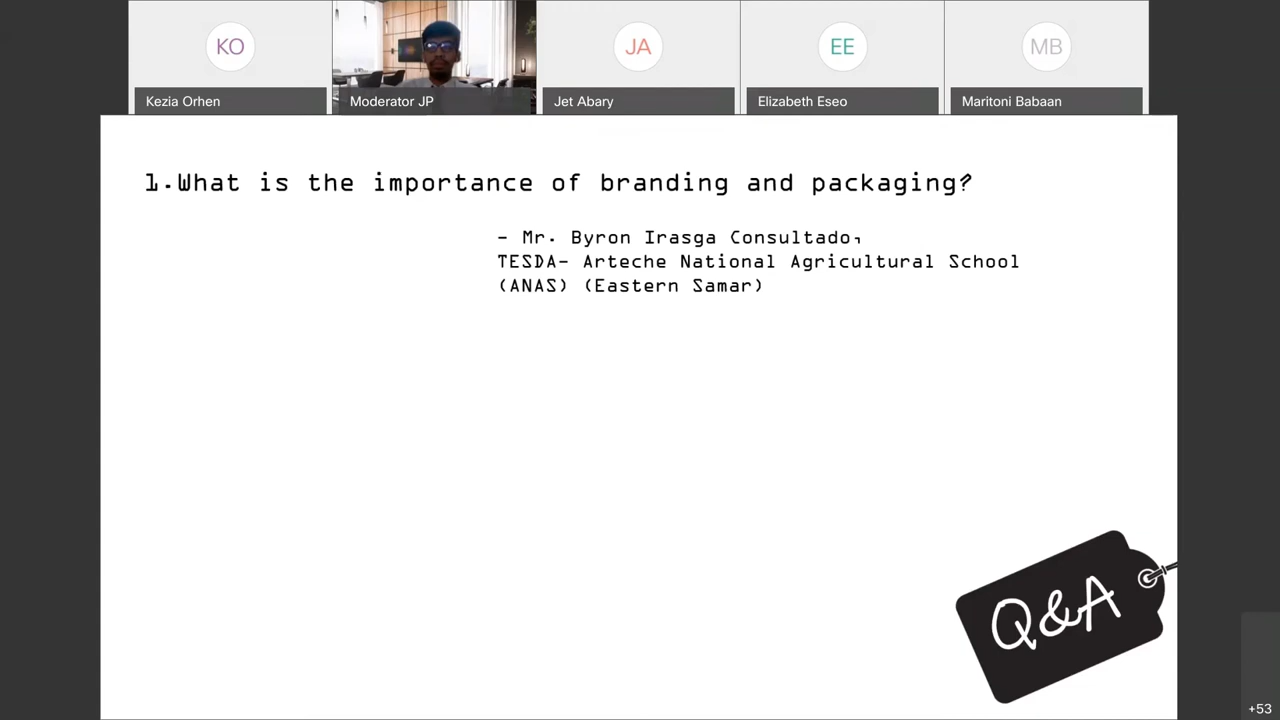 KO
JA
EE
MB
Kezia Orhen
Moderator JP
Jet Abary
Elizabeth Eseo
Maritoni Babaan
1.What is the importance of branding and packaging?
- Mr. Byron Irasga Consultado,
TESDA- Arteche National Agricultural School
(ANAS) (Eastern Samar)
Q&A
+53